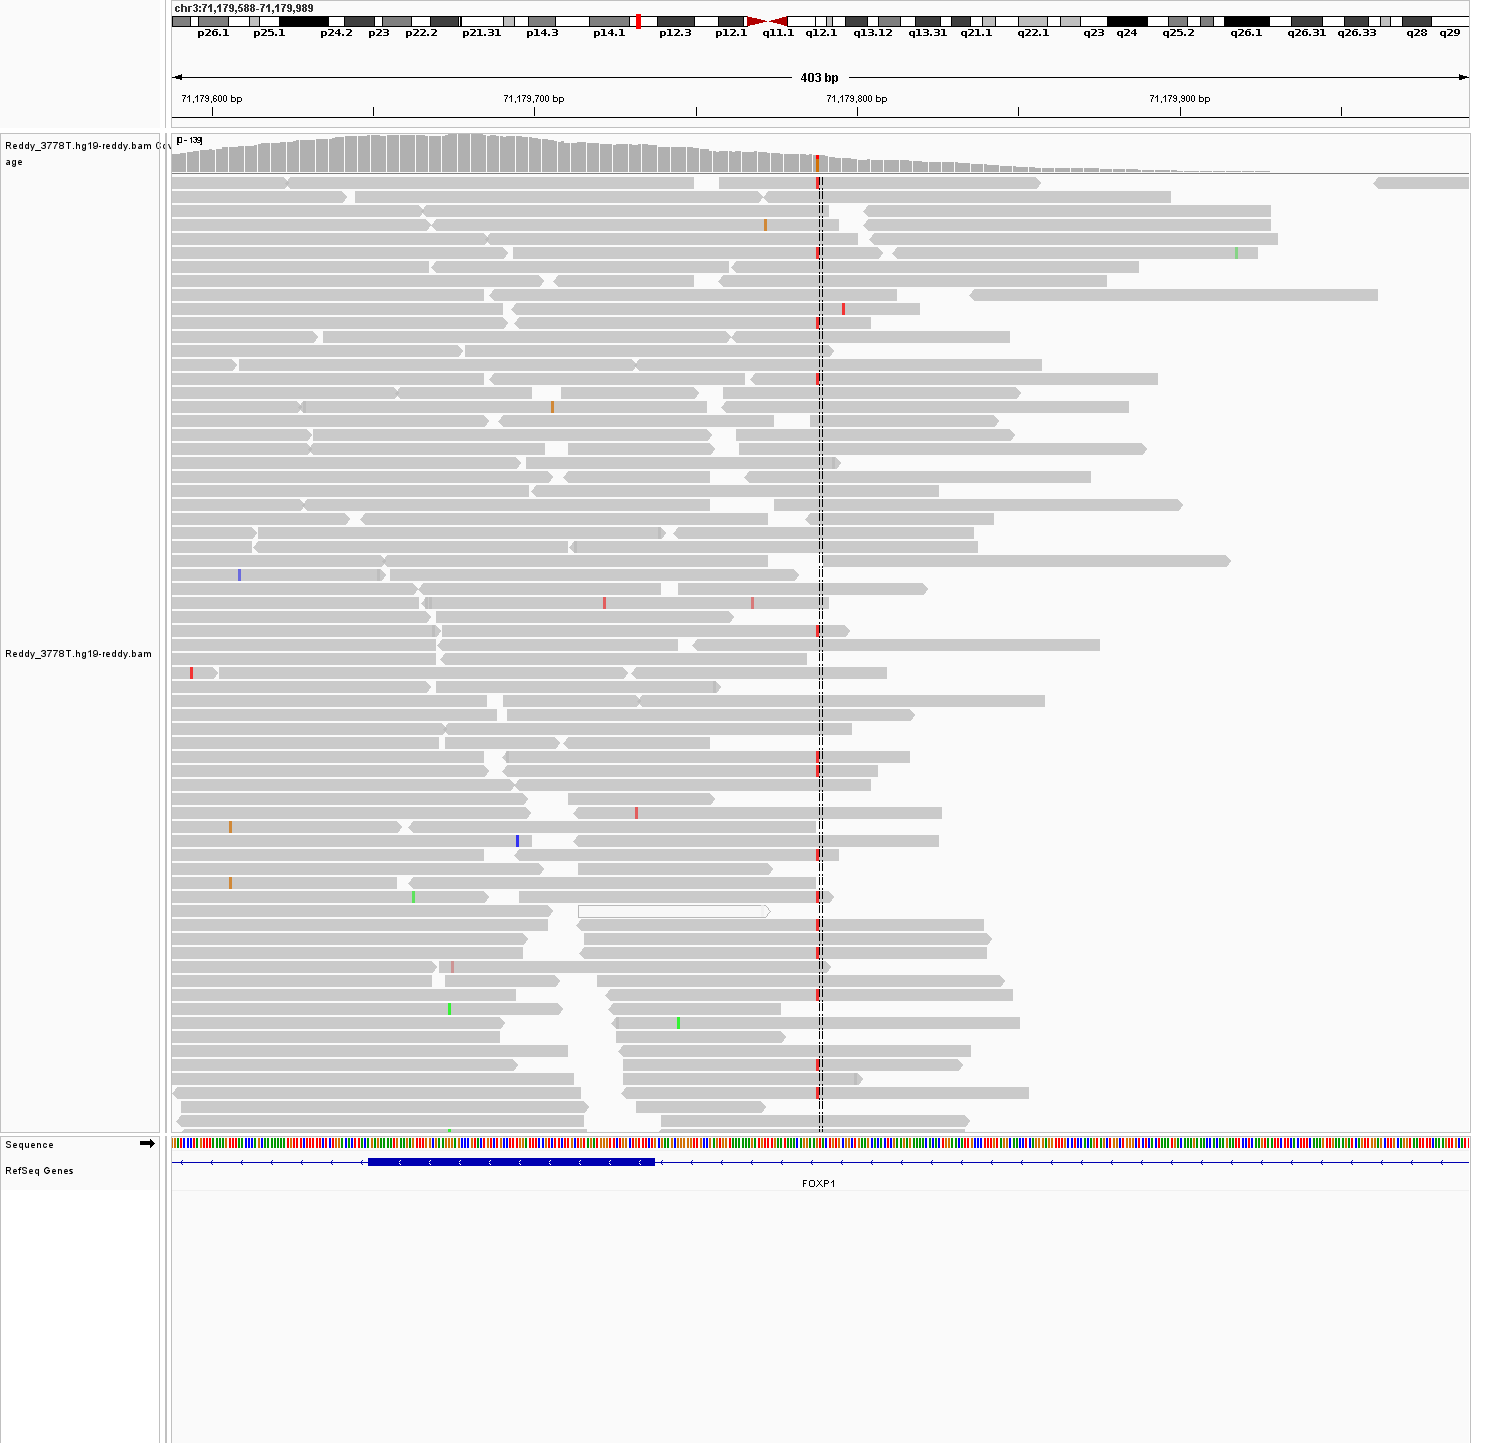 chr3:71,179,588-71,179,989
p26.1 p25.1 p24.2 p23 p22.2 p21.31 p14.3 p14.1 p12.3 p12.1 q11.1 q12.1 q13.12 q13.31 q21.1 q22.1 q23 q24 q25.2 q26.1 q26.31 q26.33 q28 q29
403 bp
71,179,600 bp 71,179,700 bp 71,179,800 bp 71,179,900 bp
[0 - 139]
Reddy_3778T.hg19-reddy.bam Cov
age
Reddy_3778T.hg19-reddy.bam
Sequence
RefSeq Genes
FOXP1